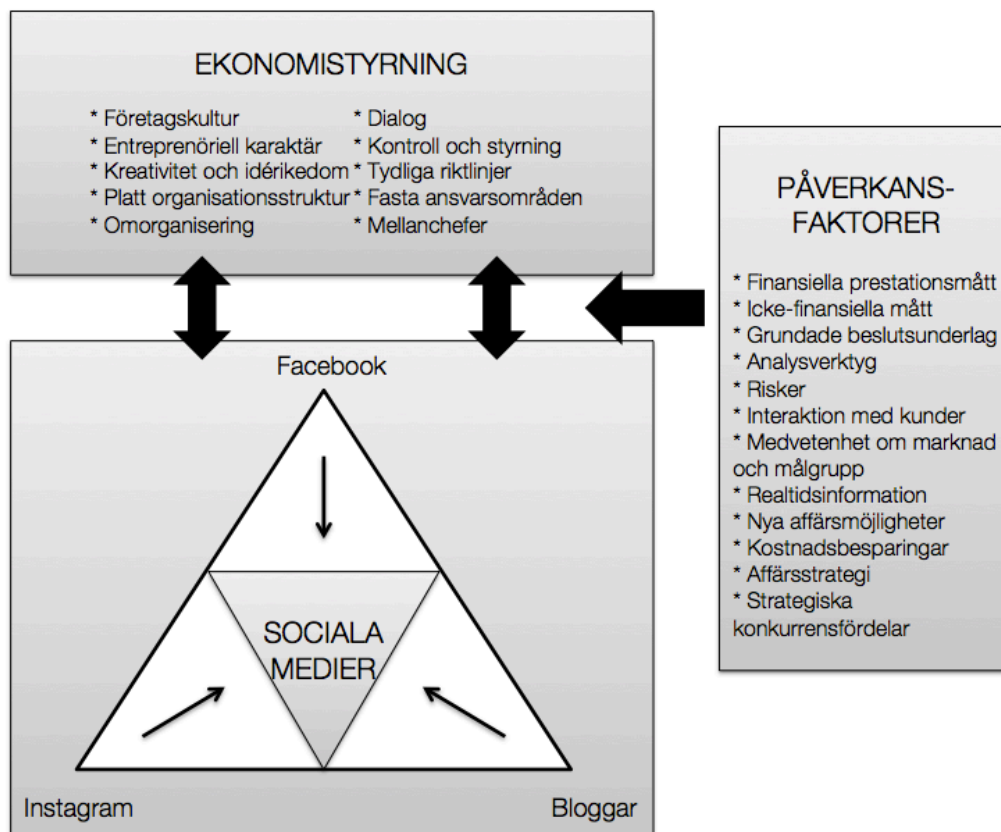 EKONOMISTYRNING
* Företagskultur
* Entreprenöriell karaktär
* Kreativitet och idérikedom
* Platt organisationsstruktur
* Omorganisering
* Dialog
* Kontroll och styrning
* Tydliga riktlinjer
* Fasta ansvarsområden
* Mellanchefer
PÅVERKANS-
FAKTORER
* Finansiella prestationsmått
* Icke-finansiella mått
* Grundade beslutsunderlag
* Analysverktyg
* Risker
* Interaktion med kunder
* Medvetenhet om marknad
och målgrupp
* Realtidsinformation
* Nya affärsmöjligheter
* Kostnadsbesparingar
* Affärsstrategi
* Strategiska
konkurrensfördelar
Facebook
SOCIALA
MEDIER
Instagram
Bloggar